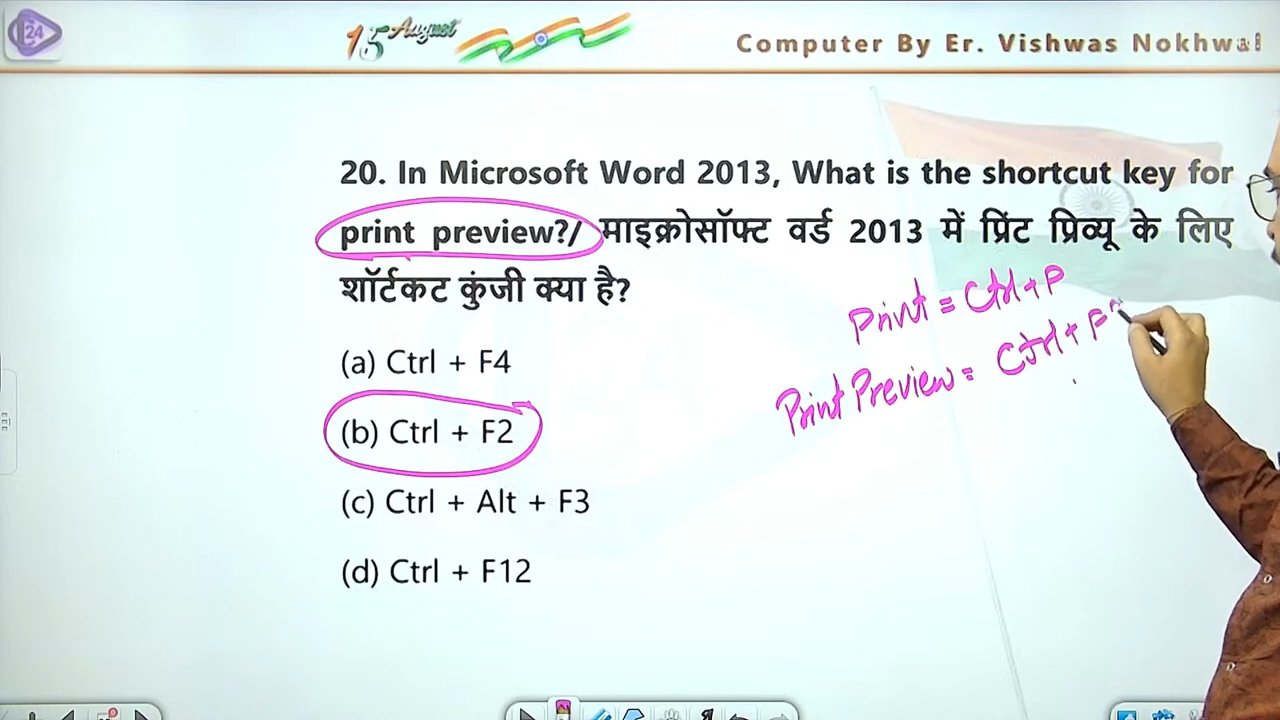 24
15 August
Computer By Er. Vishwas Nokhwal
20. In Microsoft Word 2013, What is the shortcut key for
print preview?/ माइक्रोसॉफ्ट वर्ड 2013 में प्रिंट प्रिव्यू के लिए
शॉर्टकट कुंजी क्या है?
Print = Ctrl+P
Print Preview = Ctrl+F
(a) Ctrl + F4
(b) Ctrl + F2
(c) Ctrl + Alt + F3
(d) Ctrl + F12